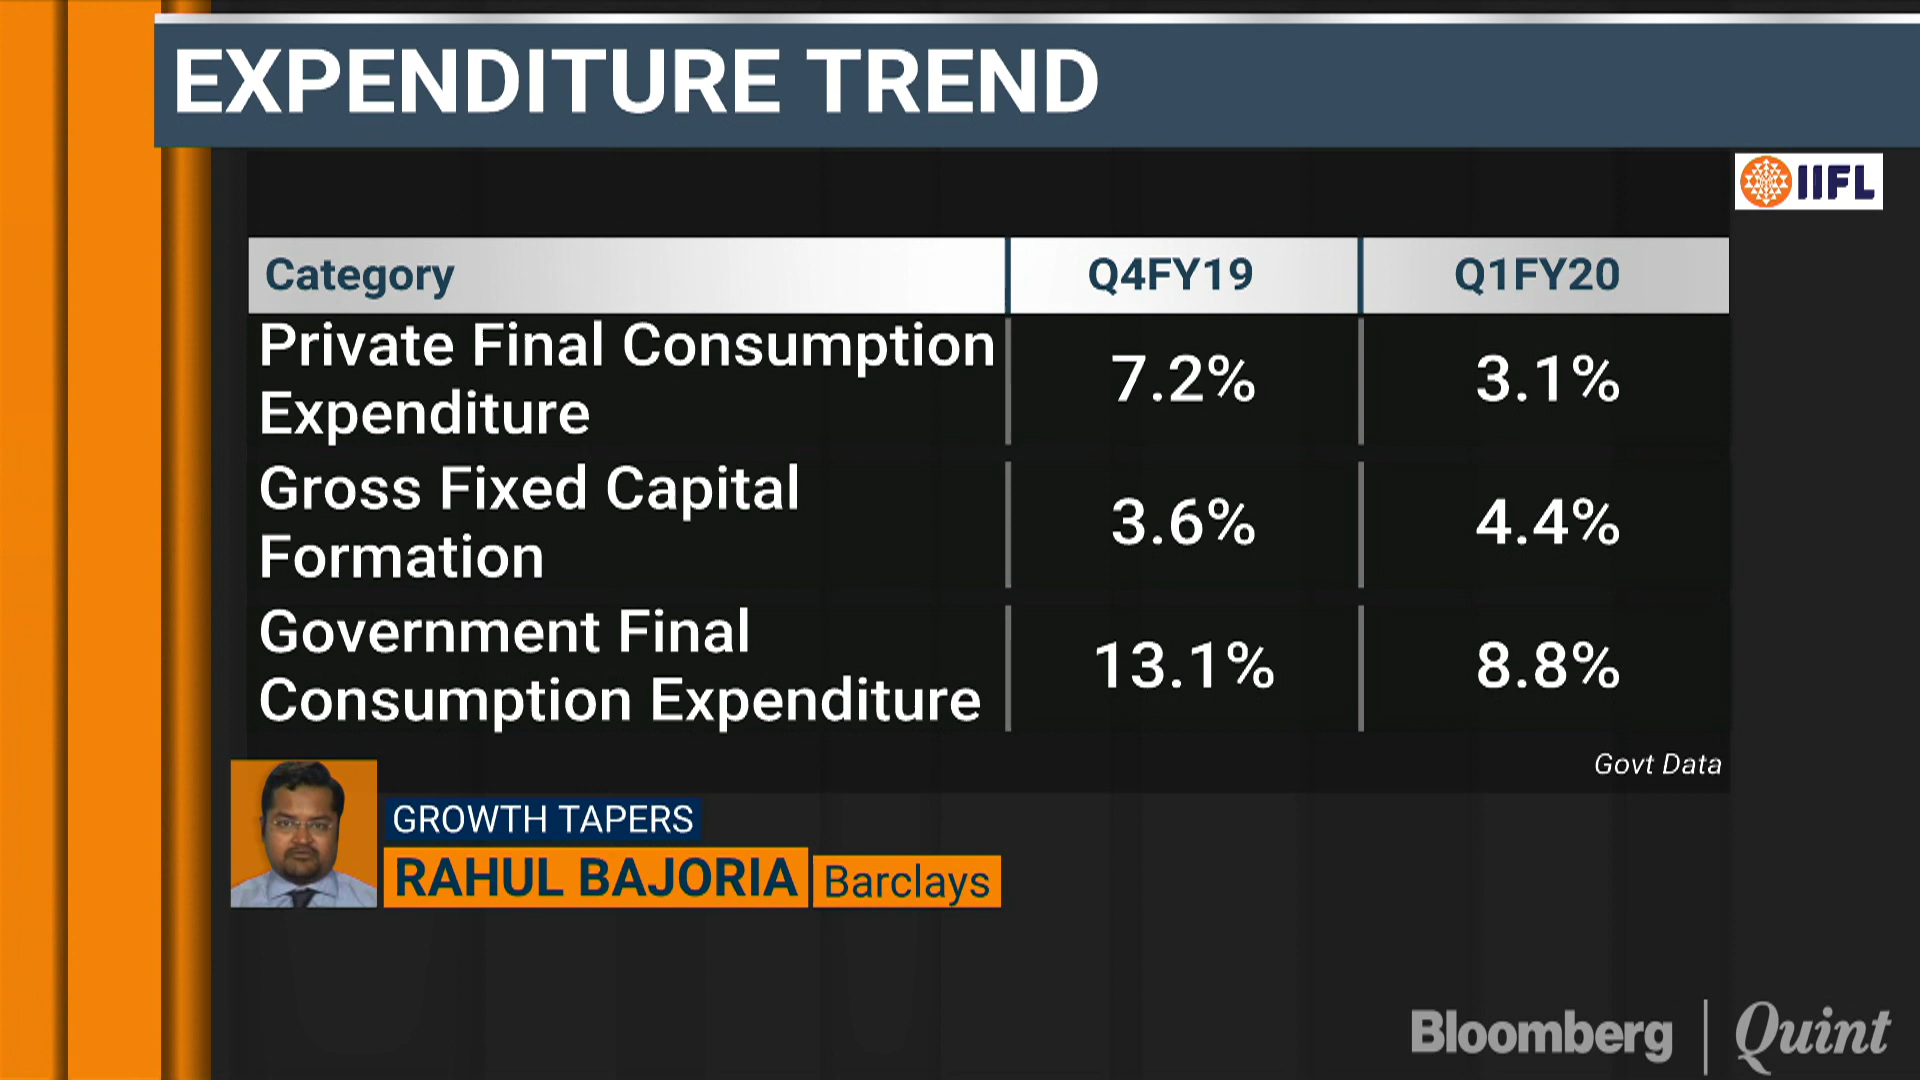 EXPENDITURE TREND
IIFL
Category Q4FY19 Q1FY20
Private Final Consumption
Expenditure
7.2% 3.1%
Gross Fixed Capital
Formation
3.6% 4.4%
Government Final
Consumption Expenditure
13.1% 8.8%
Govt Data
GROWTH TAPERS
RAHUL BAJORIA Barclays
Bloomberg | Quint